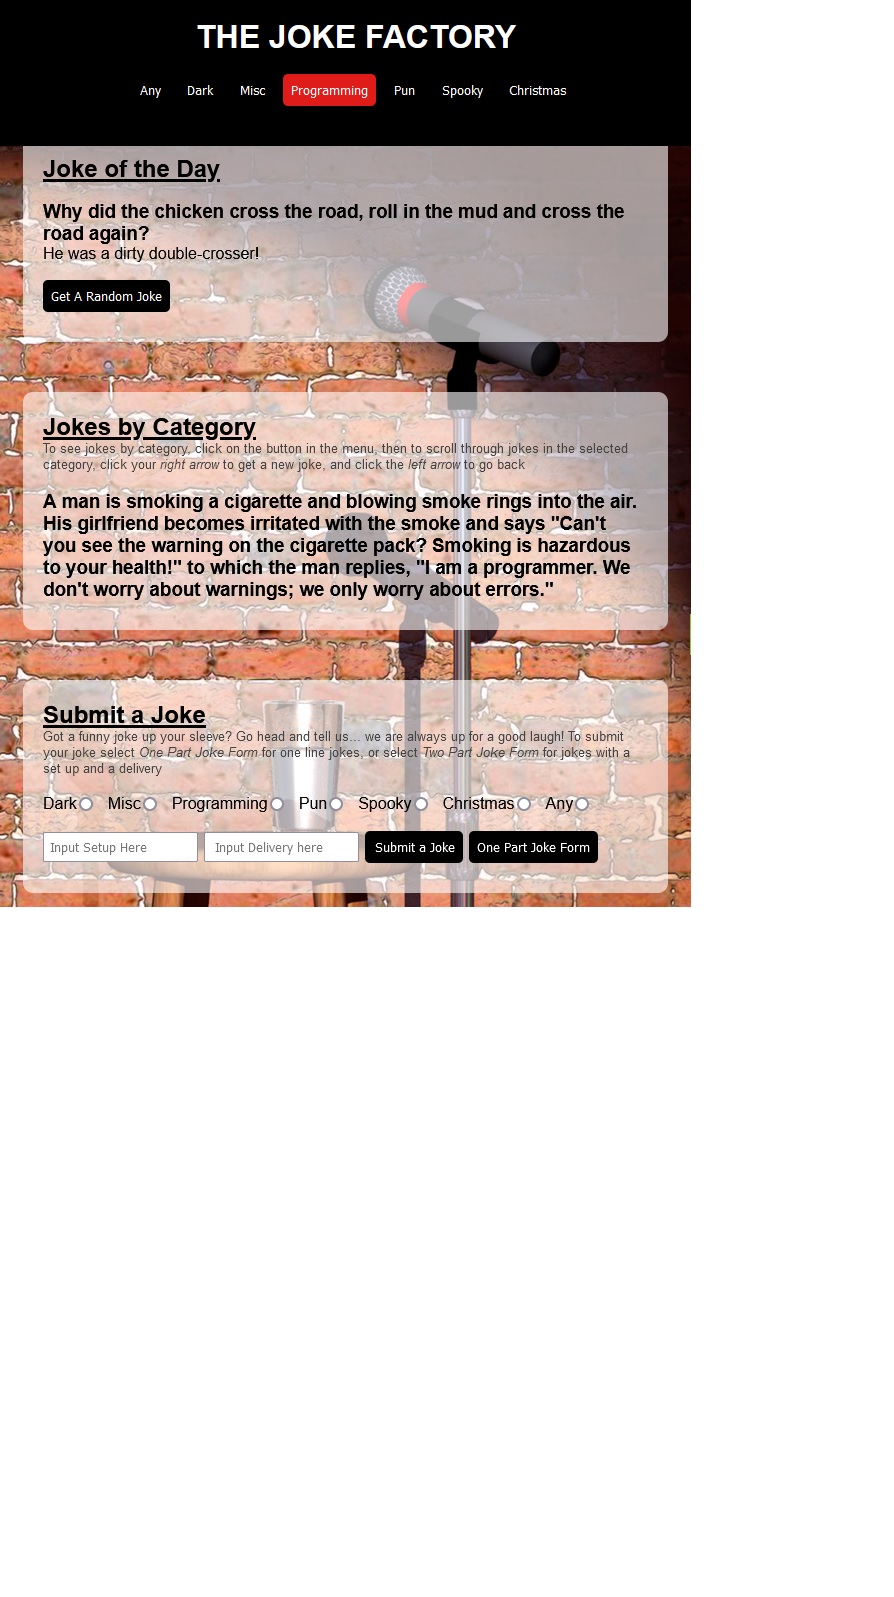 THE JOKE FACTORY
Any Dark Misc Programming Pun Spooky Christmas
Joke of the Day
Why did the chicken cross the road, roll in the mud and cross the
road again?
He was a dirty double-crosser!
Get A Random Joke
Jokes by Category
To see jokes by category, click on the button in the menu, then to scroll through jokes in the selected
category, click your right arrow to get a new joke, and click the left arrow to go back
A man is smoking a cigarette and blowing smoke rings into the air.
His girlfriend becomes irritated with the smoke and says "Can't
you see the warning on the cigarette pack? Smoking is hazardous
to your health!" to which the man replies, "I am a programmer. We
don't worry about warnings; we only worry about errors."
Submit a Joke
Got a funny joke up your sleeve? Go head and tell us... we are always up for a good laugh! To submit
your joke select One Part Joke Form for one line jokes, or select Two Part Joke Form for jokes with a
set up and a delivery
Dark Misc Programming Pun Spooky Christmas Any
Input Setup Here Input Delivery here Submit a Joke One Part Joke Form